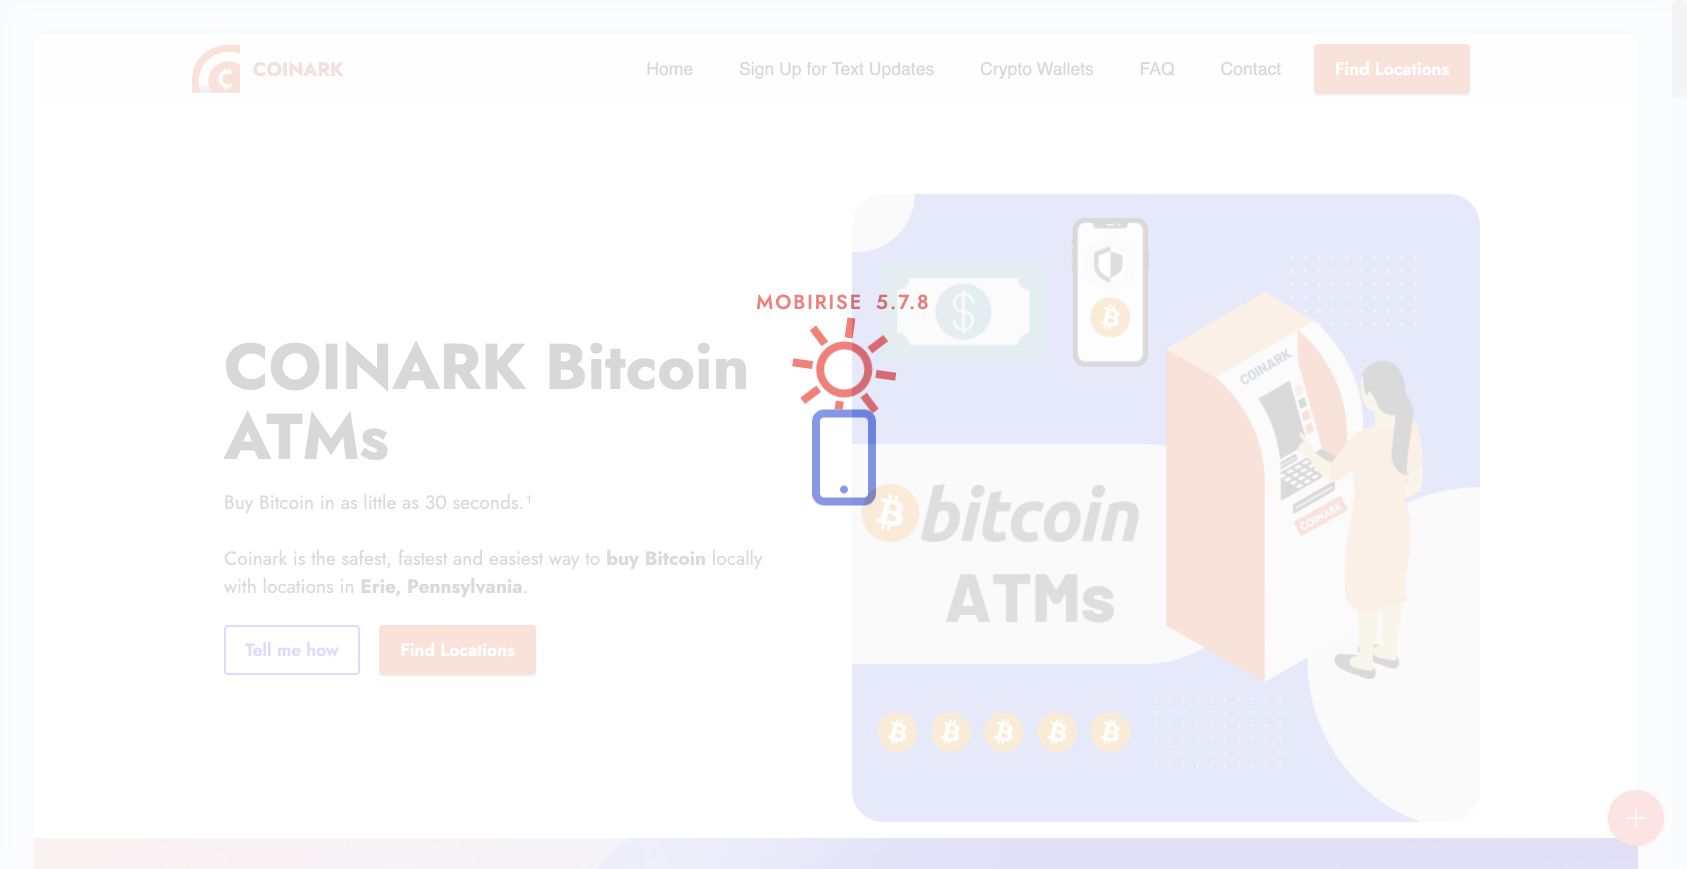 COINARK
Home
Sign Up for Text Updates
Crypto Wallets
FAQ
Contact
Find Locations
MOBIRISE 5.7.8
COINARK Bitcoin
ATMs
Buy Bitcoin in as little as 30 seconds.¹
Coinark is the safest, fastest and easiest way to buy Bitcoin locally
with locations in Erie, Pennsylvania.
Tell me how
Find Locations
COINARK
COINARK
bitcoin
ATMs